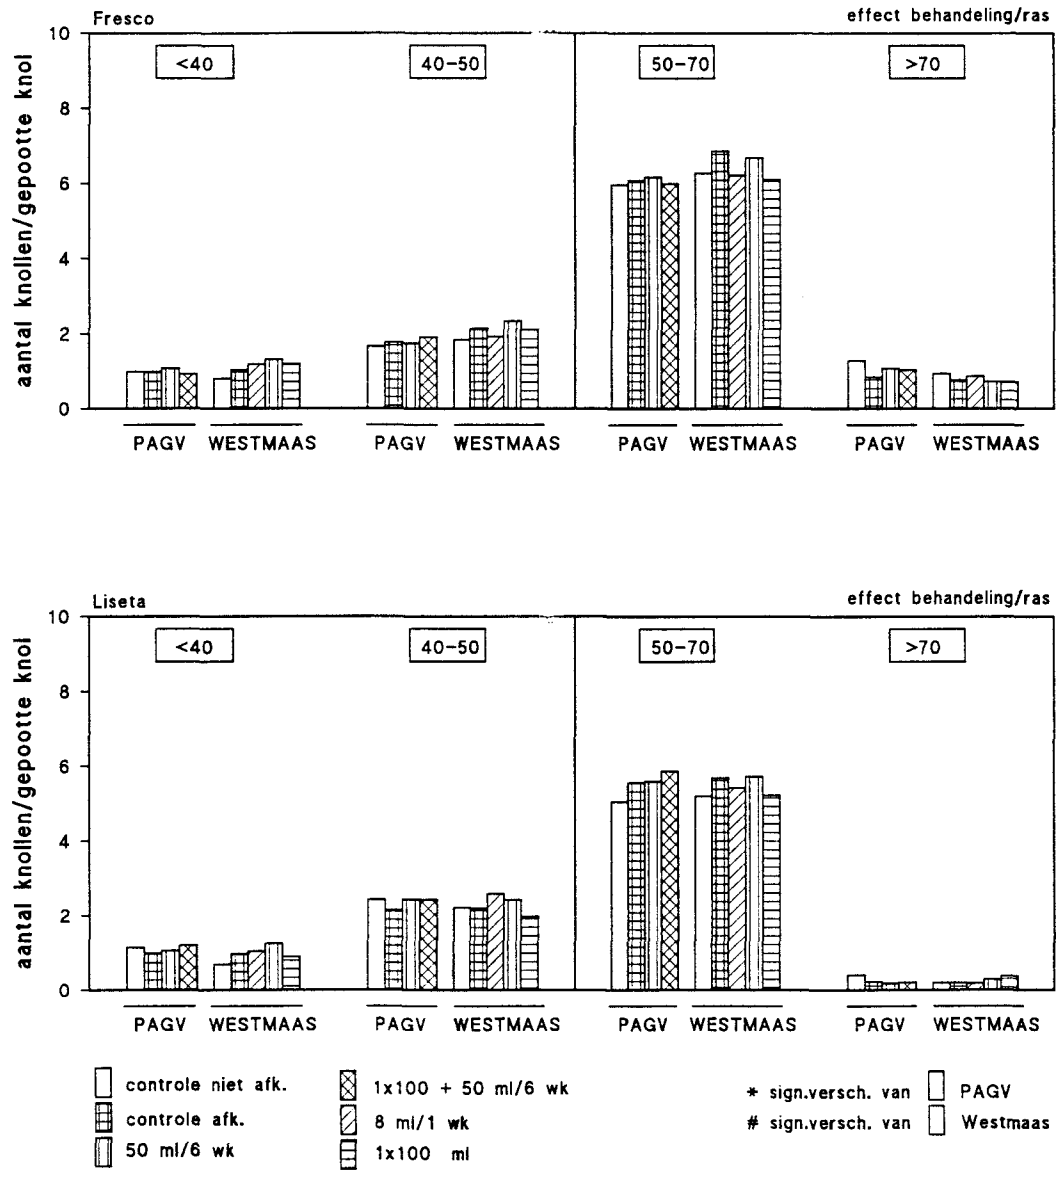 Fresco
effect behandeling/ras
aantal knollen/gepootte knol
10
8
6
4
2
0
<40
40-50
50-70
>70
PAGV WESTMAAS PAGV WESTMAAS PAGV WESTMAAS PAGV WESTMAAS
Liseta
effect behandeling/ras
aantal knollen/gepootte knol
10
8
6
4
2
0
<40
40-50
50-70
>70
PAGV WESTMAAS PAGV WESTMAAS PAGV WESTMAAS PAGV WESTMAAS
controle niet afk.
controle afk.
50 ml/6 wk
1x100 + 50 ml/6 wk
8 ml/1 wk
1x100 ml
* sign.versch. van PAGV
# sign.versch. van Westmaas